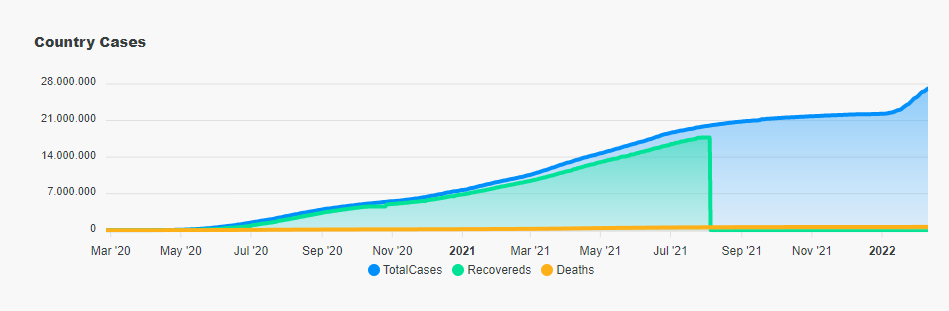 Country Cases
28.000.000
21.000.000
14.000.000
7.000.000
0
Mar '20 May '20 Jul '20 Sep '20 Nov '20 2021 Mar '21 May '21 Jul '21 Sep '21 Nov '21 2022
TotalCases Recovereds Deaths